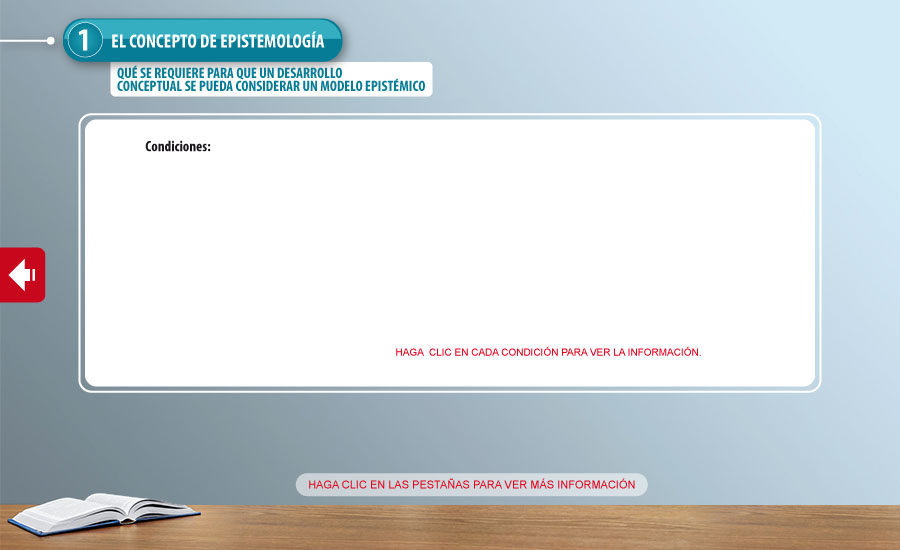 1 EL CONCEPTO DE EPISTEMOLOGÍA
QUÉ SE REQUIERE PARA QUE UN DESARROLLO
CONCEPTUAL SE PUEDA CONSIDERAR UN MODELO EPISTÉMICO
Condiciones:
HAGA CLIC EN CADA CONDICIÓN PARA VER LA INFORMACIÓN.
HAGA CLIC EN LAS PESTAÑAS PARA VER MÁS INFORMACIÓN